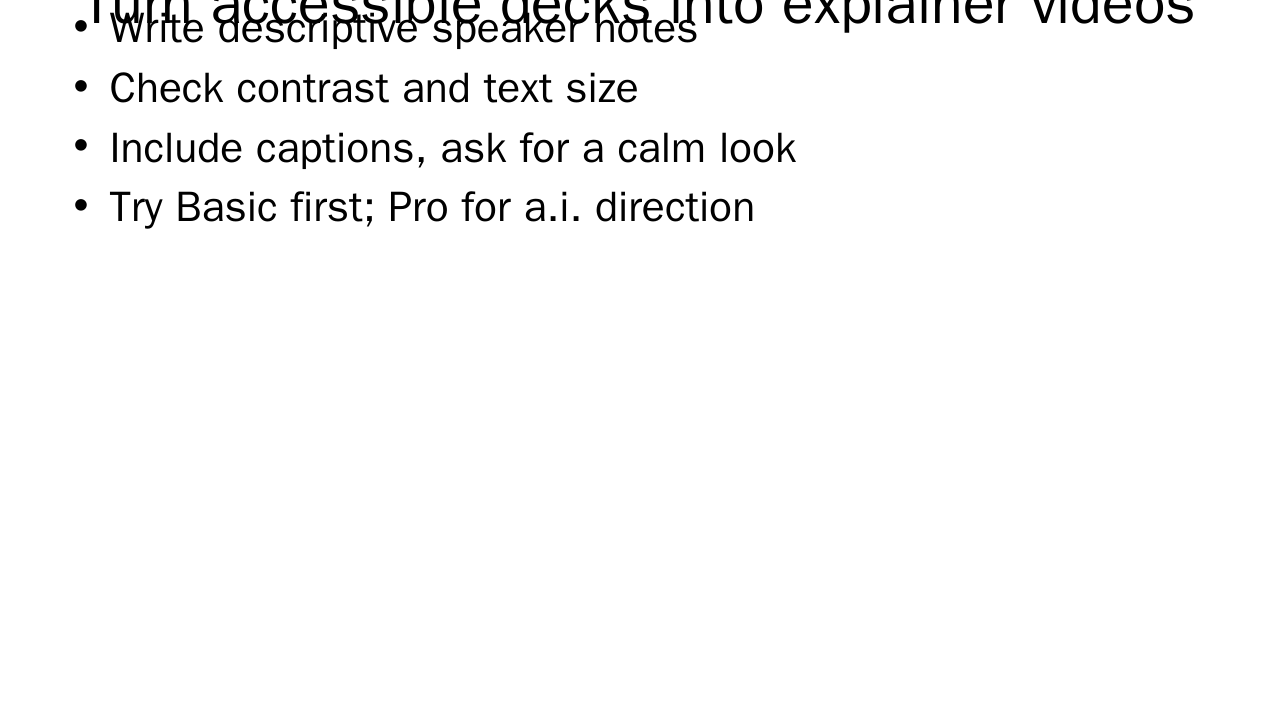 Turn accessible decks into explainer videos
• Write descriptive speaker notes
• Check contrast and text size
• Include captions, ask for a calm look
• Try Basic first; Pro for a.i. direction